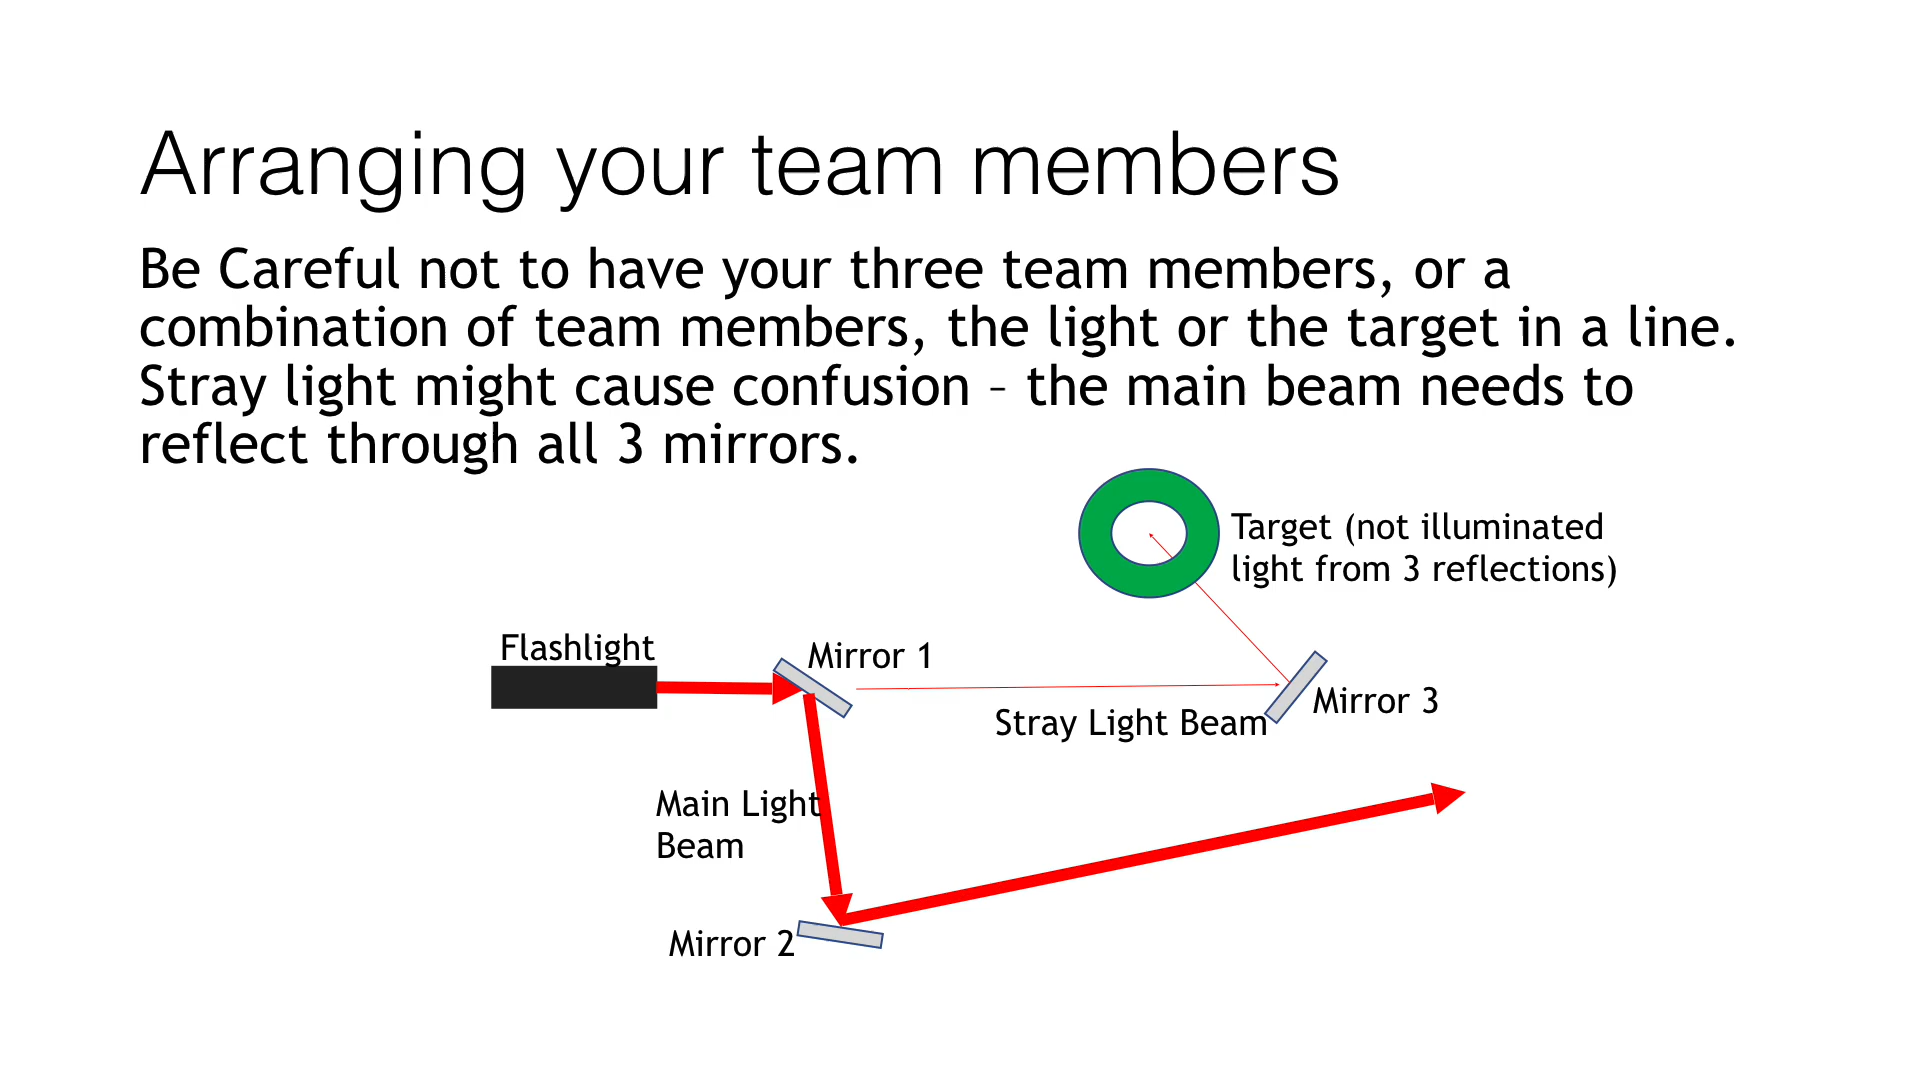 Arranging your team members
Be Careful not to have your three team members, or a
combination of team members, the light or the target in a line.
Stray light might cause confusion – the main beam needs to
reflect through all 3 mirrors.
Target (not illuminated
light from 3 reflections)
Flashlight
Mirror 1
Mirror 3
Stray Light Beam
Main Light
Beam
Mirror 2